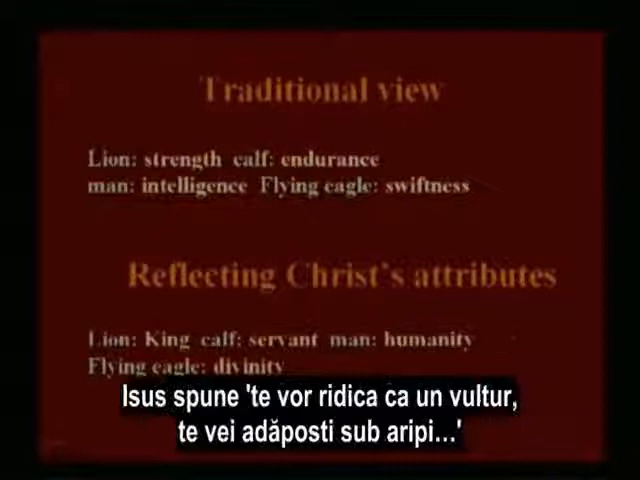 Traditional view
Lion: strength calf: endurance
man: intelligence Flying eagle: swiftness
Reflecting Christ's attributes
Lion: King calf: servant man: humanity
Flying eagle: divinity
Isus spune 'te vor ridica ca un vultur,
te vei adăposti sub aripi...'